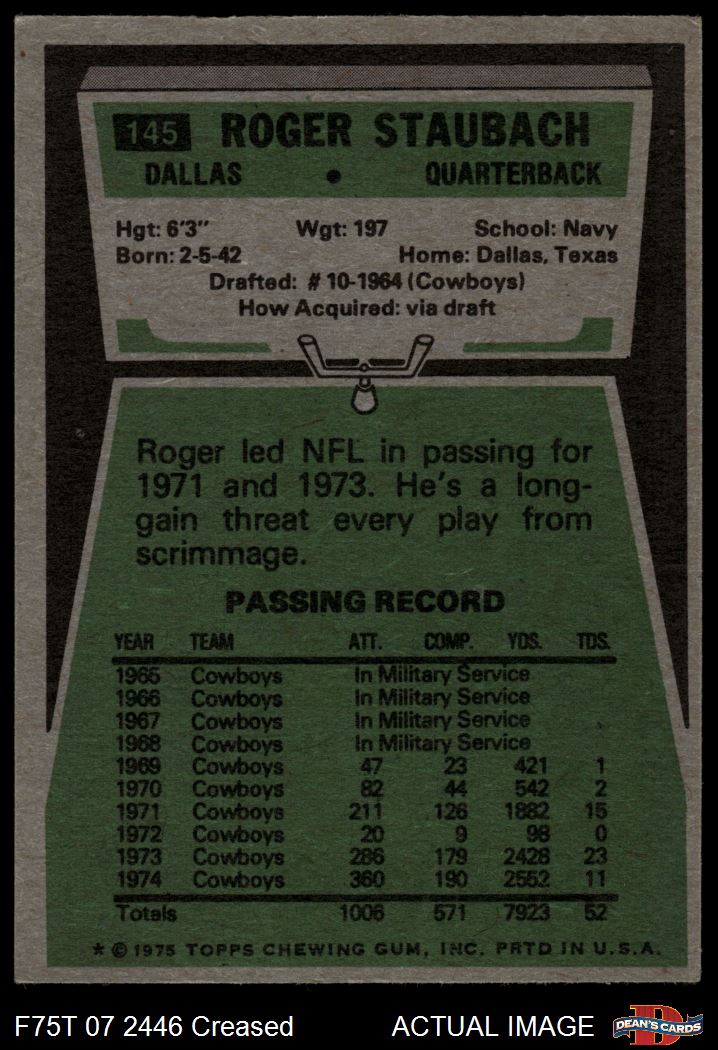 145 ROGER STAUBACH
DALLAS • QUARTERBACK
Hgt: 6'3" Wgt: 197 School: Navy
Born: 2-5-42 Home: Dallas, Texas
Drafted: # 10-1964 (Cowboys)
How Acquired: via draft
Roger led NFL in passing for
1971 and 1973. He's a long-
gain threat every play from
scrimmage.
PASSING RECORD
YEAR TEAM ATT. COMP. YDS. TDS.
1965 Cowboys In Military Service
1966 Cowboys In Military Service
1967 Cowboys In Military Service
1968 Cowboys In Military Service
1969 Cowboys 47 23 421 1
1970 Cowboys 82 44 542 2
1971 Cowboys 211 126 1882 15
1972 Cowboys 20 9 98 0
1973 Cowboys 286 179 2428 23
1974 Cowboys 360 190 2552 11
Totals 1006 571 7923 52
* © 1975 TOPPS CHEWING GUM, INC. PRTD IN U.S.A.
F75T 07 2446 Creased ACTUAL IMAGE DEAN'S CARDS